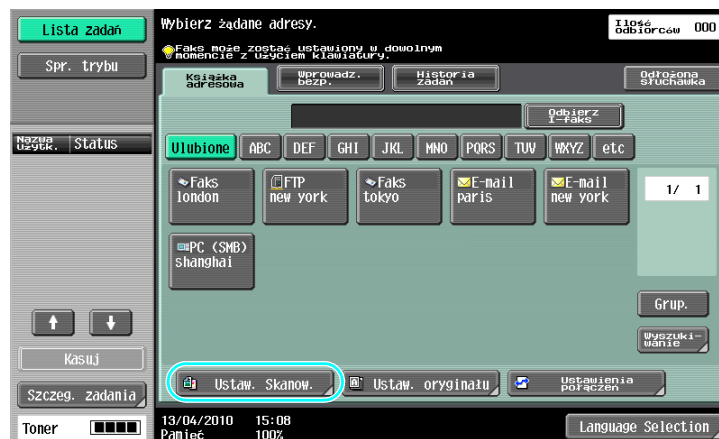 Lista zadań
Spr. trybu
Nazwa użytk.
Status
Kasuj
Szczeg. zadania
Toner
Wybierz żądane adresy.
Ilość
odbiorców 000
Faks może zostać ustawiony w dowolnym
momencie z użyciem klawiatury.
Książka
adresowa
Wprowadz.
bezp.
Historia
zadań
Odłożona
słuchawka
Odbierz
I-faks
Ulubione ABC DEF GHI JKL MNO PQRS TUV WXYZ etc
Faks
london
FTP
new york
Faks
tokyo
E-mail
paris
E-mail
new york
1/ 1
PC (SMB)
shanghai
Grup.
Wyszuki-
wanie
Ustaw. Skanow.
Ustaw. oryginału
Ustawienia
połączeń
13/04/2010 15:08
Pamięć 100%
Language Selection